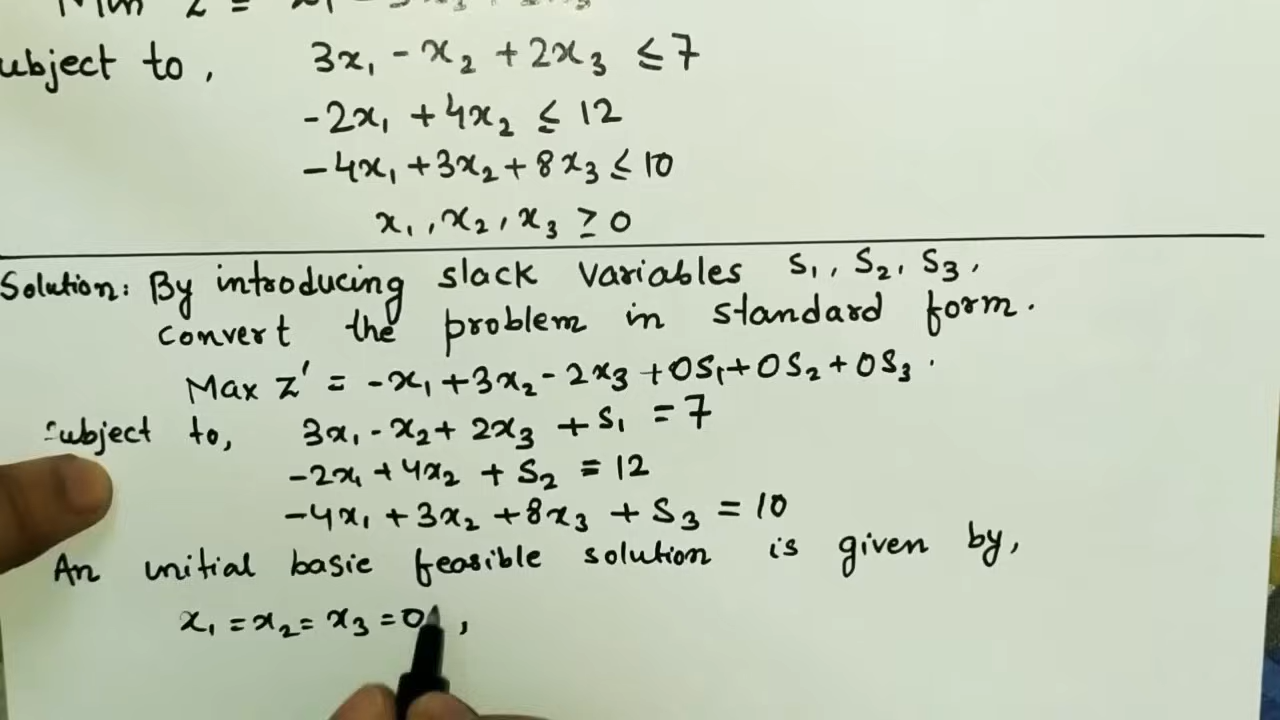 ubject to, 3x₁ - x₂ + 2x₃ ≤ 7
-2x₁ + 4x₂ ≤ 12
-4x₁ + 3x₂ + 8x₃ ≤ 10
x₁, x₂, x₃ ≥ 0
Solution: By introducing slack variables S₁, S₂, S₃,
convert the problem in standard form.
Max Z' = -x₁ + 3x₂ - 2x₃ + 0S₁ + 0S₂ + 0S₃.
Subject to, 3x₁ - x₂ + 2x₃ + S₁ = 7
-2x₁ + 4x₂ + S₂ = 12
-4x₁ + 3x₂ + 8x₃ + S₃ = 10
An initial basic feasible solution is given by,
x₁ = x₂ = x₃ = 0,